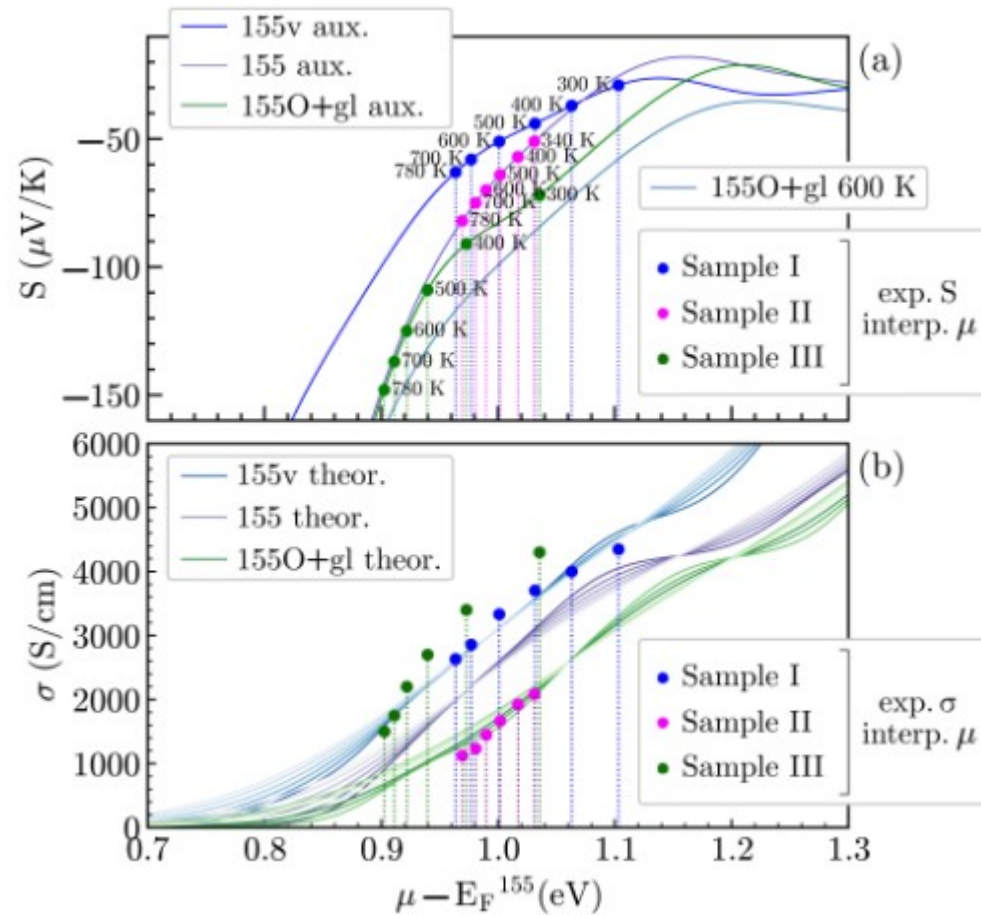 155v aux.
155 aux.
155O+gl aux.
(a)
S (μV/K)
−50
−100
−150
300 K
400 K
500 K
600 K
700 K
780 K
340 K
400 K
500 K
600 K
700 K
780 K
300 K
400 K
500 K
600 K
700 K
780 K
155O+gl 600 K
Sample I
Sample II
Sample III
exp. S
interp. μ
(b)
155v theor.
155 theor.
155O+gl theor.
σ (S/cm)
6000
5000
4000
3000
2000
1000
0
Sample I
Sample II
Sample III
exp. σ
interp. μ
0.7 0.8 0.9 1.0 1.1 1.2 1.3
μ − E_F^155 (eV)